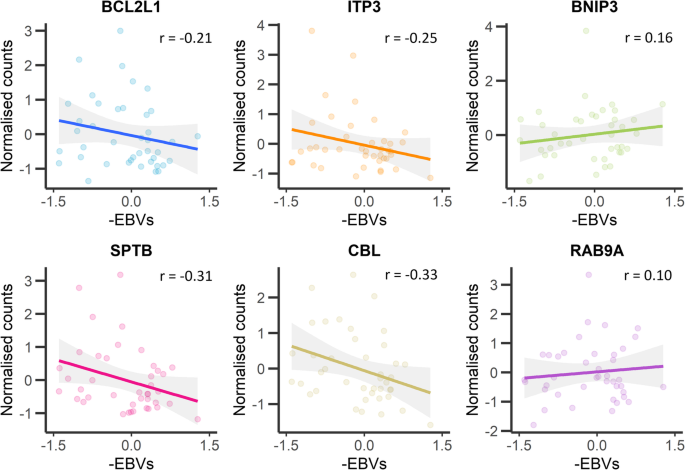 BCL2L1
r = -0.21
Normalised counts
3
2
1
0
-1
-1.5
0.0
1.5
-EBVs
ITP3
r = -0.25
Normalised counts
4
3
2
1
0
-1
-1.5
0.0
1.5
-EBVs
BNIP3
r = 0.16
Normalised counts
4
2
0
-1.5
0.0
1.5
-EBVs
SPTB
r = -0.31
Normalised counts
3
2
1
0
-1
-1.5
0.0
1.5
-EBVs
CBL
r = -0.33
Normalised counts
2
1
0
-1
-1.5
0.0
1.5
-EBVs
RAB9A
r = 0.10
Normalised counts
3
2
1
0
-1
-2
-1.5
0.0
1.5
-EBVs